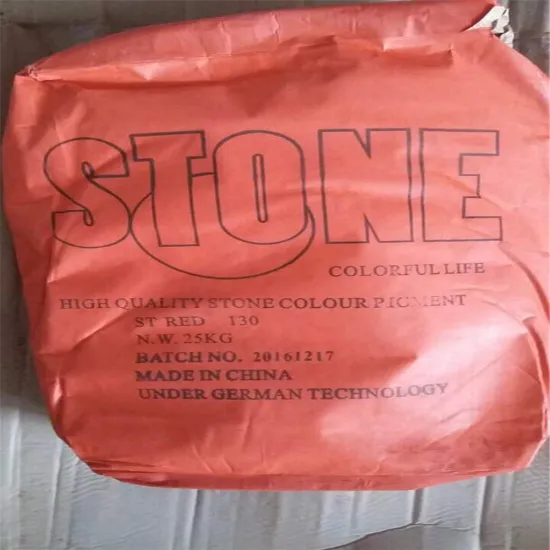 STONE
COLORFUL LIFE
HIGH QUALITY STONE COLOUR PIGMENT
ST RED 130
N.W. 25KG
BATCH NO. 20161217
MADE IN CHINA
UNDER GERMAN TECHNOLOGY